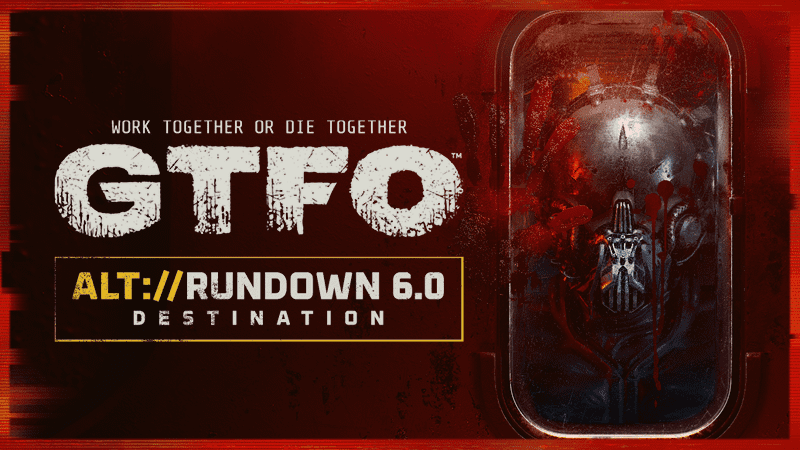 WORK TOGETHER OR DIE TOGETHER
GTFO™
ALT://RUNDOWN 6.0
DESTINATION